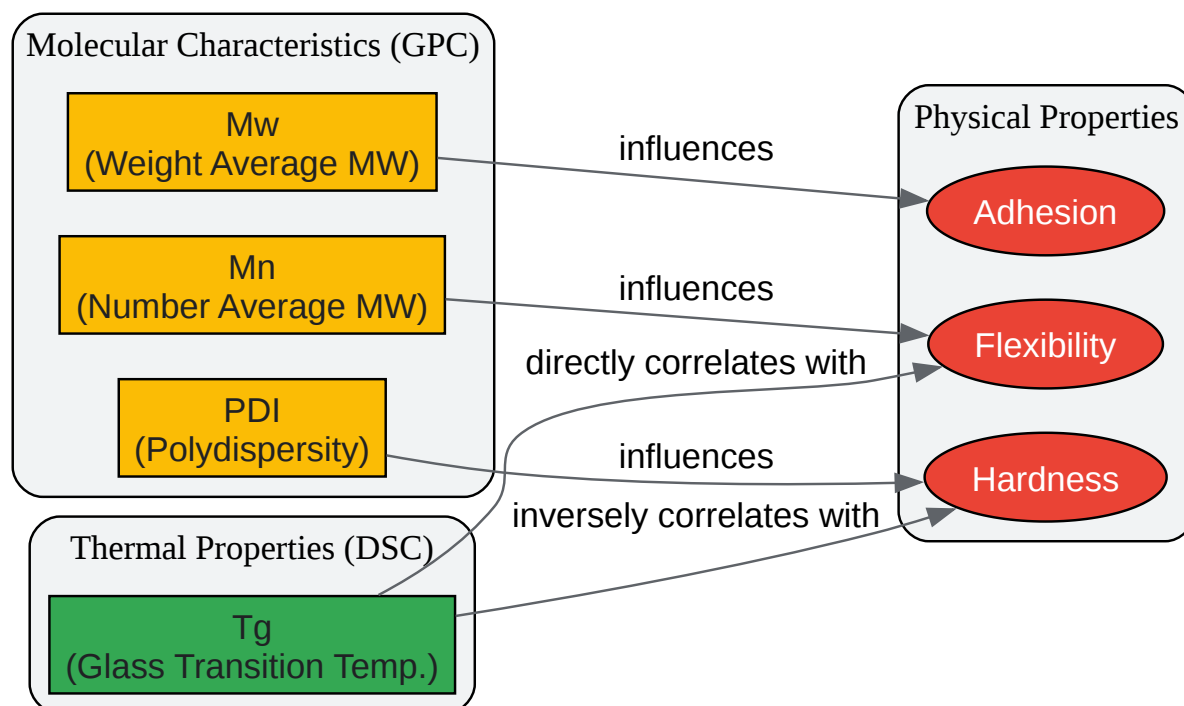 Molecular Characteristics (GPC)
Mw
(Weight Average MW)
Mn
(Number Average MW)
PDI
(Polydispersity)
Thermal Properties (DSC)
Tg
(Glass Transition Temp.)
influences
influences
directly correlates with
influences
inversely correlates with
Physical Properties
Adhesion
Flexibility
Hardness